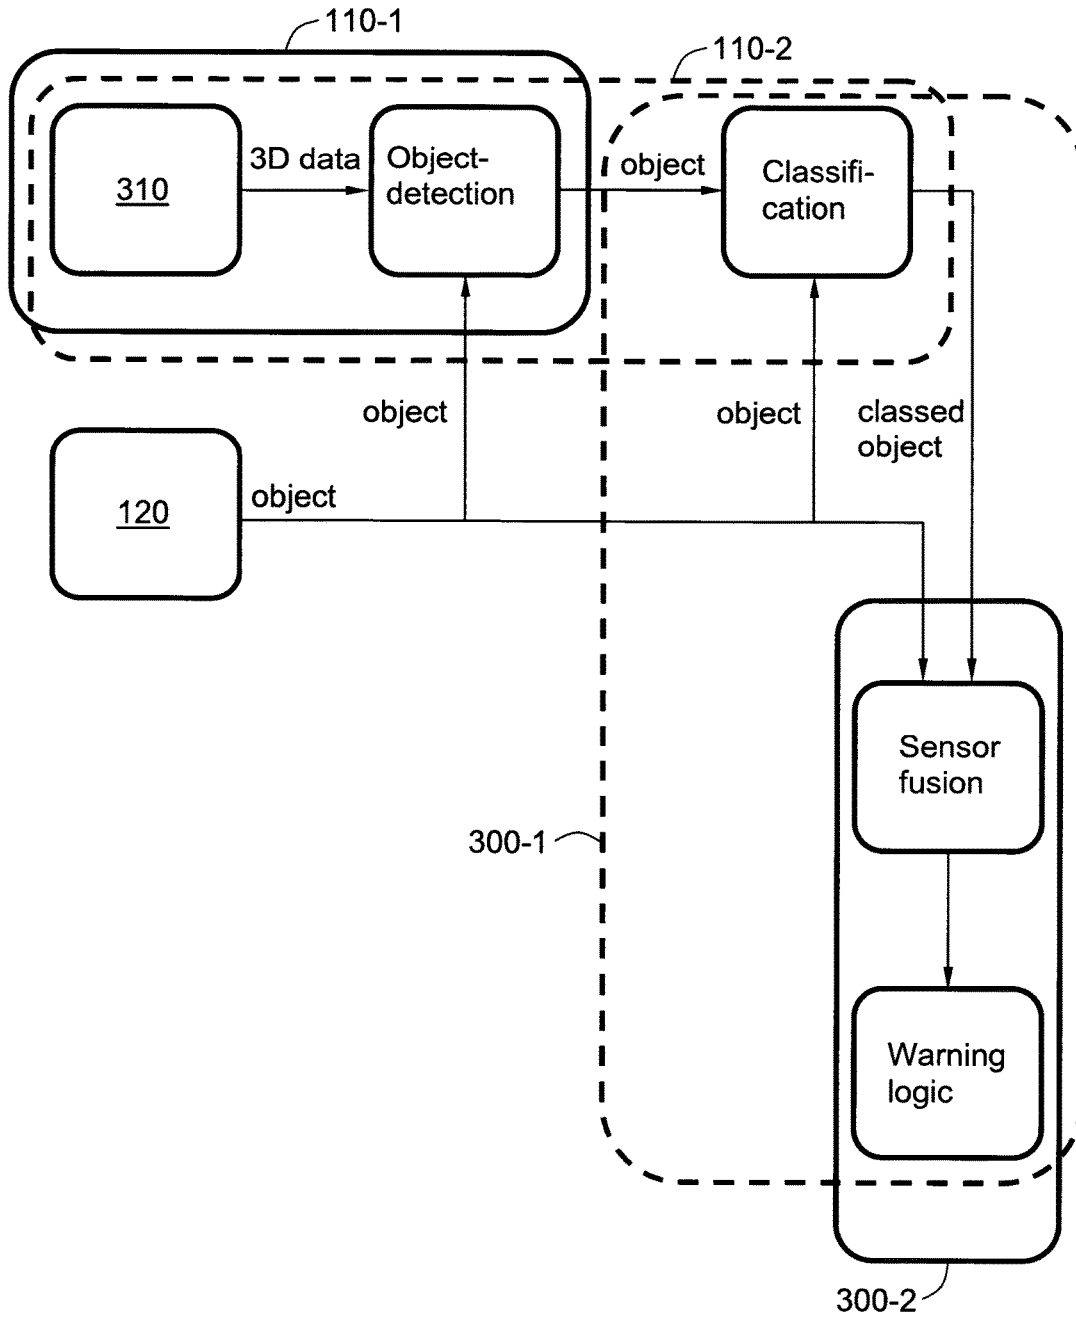 110-1
110-2
310
3D data
Object-
detection
object
Classifi-
cation
object
object
classed
object
120
object
Sensor
fusion
300-1
Warning
logic
300-2